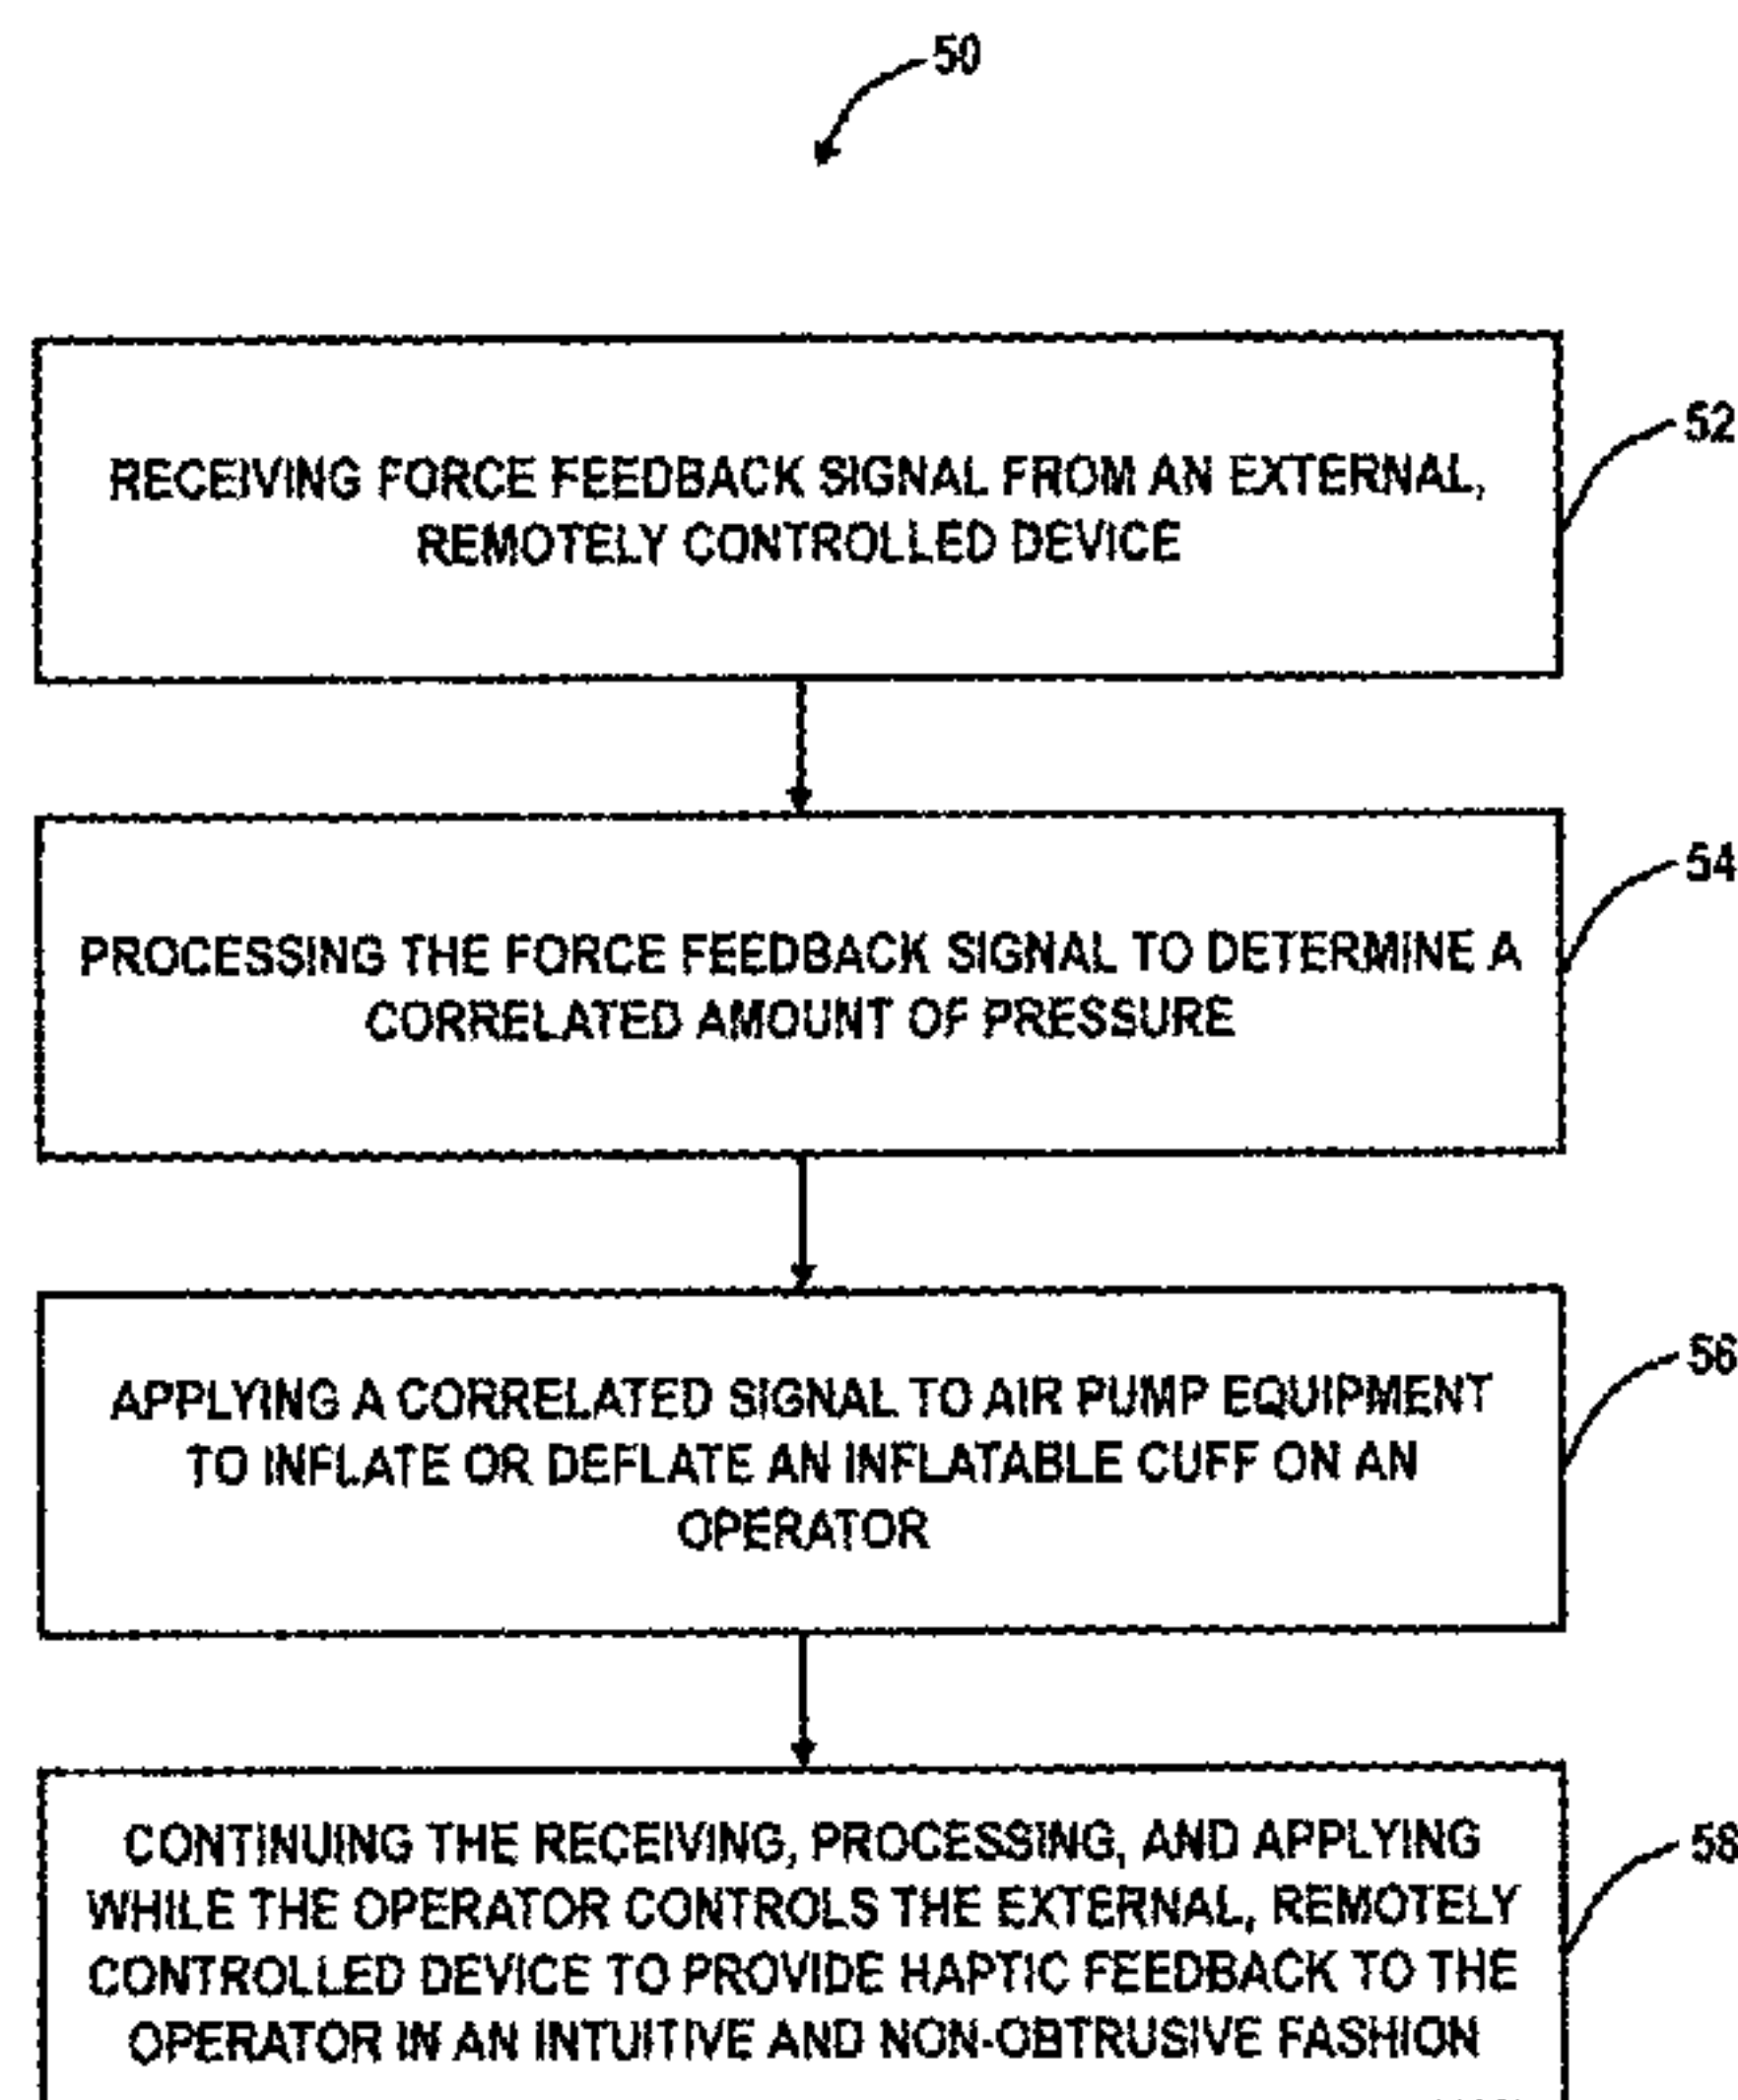 50
RECEIVING FORCE FEEDBACK SIGNAL FROM AN EXTERNAL,
REMOTELY CONTROLLED DEVICE
52
PROCESSING THE FORCE FEEDBACK SIGNAL TO DETERMINE A
CORRELATED AMOUNT OF PRESSURE
54
APPLYING A CORRELATED SIGNAL TO AIR PUMP EQUIPMENT
TO INFLATE OR DEFLATE AN INFLATABLE CUFF ON AN
OPERATOR
56
CONTINUING THE RECEIVING, PROCESSING, AND APPLYING
WHILE THE OPERATOR CONTROLS THE EXTERNAL, REMOTELY
CONTROLLED DEVICE TO PROVIDE HAPTIC FEEDBACK TO THE
OPERATOR IN AN INTUITIVE AND NON-OBTRUSIVE FASHION
58